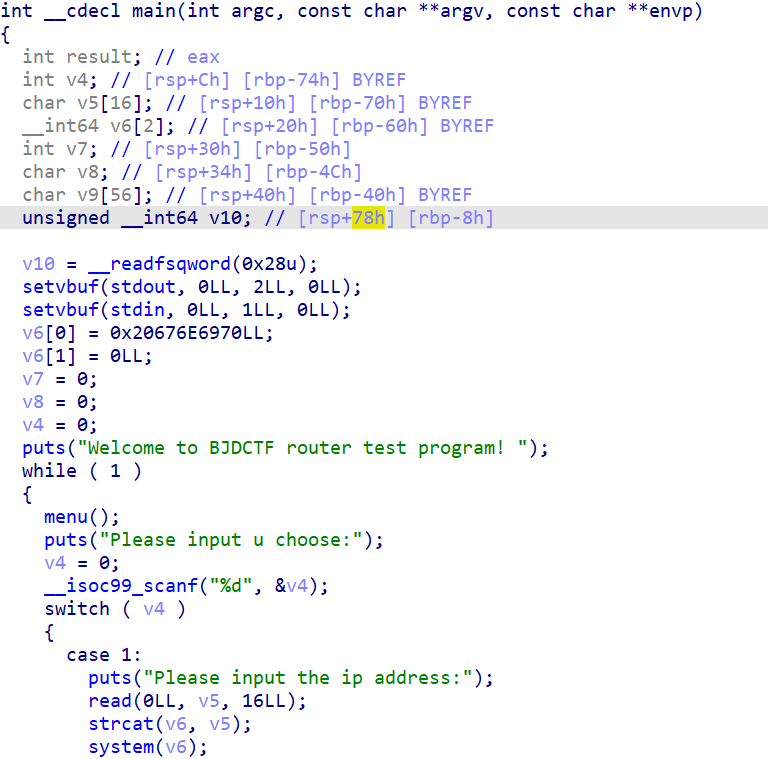 int __cdecl main(int argc, const char **argv, const char **envp)
{
  int result; // eax
  int v4; // [rsp+Ch] [rbp-74h] BYREF
  char v5[16]; // [rsp+10h] [rbp-70h] BYREF
  __int64 v6[2]; // [rsp+20h] [rbp-60h] BYREF
  int v7; // [rsp+30h] [rbp-50h]
  char v8; // [rsp+34h] [rbp-4Ch]
  char v9[56]; // [rsp+40h] [rbp-40h] BYREF
  unsigned __int64 v10; // [rsp+78h] [rbp-8h]
  v10 = __readfsqword(0x28u);
  setvbuf(stdout, 0LL, 2LL, 0LL);
  setvbuf(stdin, 0LL, 1LL, 0LL);
  v6[0] = 0x20676E6970LL;
  v6[1] = 0LL;
  v7 = 0;
  v8 = 0;
  v4 = 0;
  puts("Welcome to BJDCTF router test program! ");
  while ( 1 )
  {
    menu();
    puts("Please input u choose:");
    v4 = 0;
    __isoc99_scanf("%d", &v4);
    switch ( v4 )
    {
      case 1:
        puts("Please input the ip address:");
        read(0LL, v5, 16LL);
        strcat(v6, v5);
        system(v6);